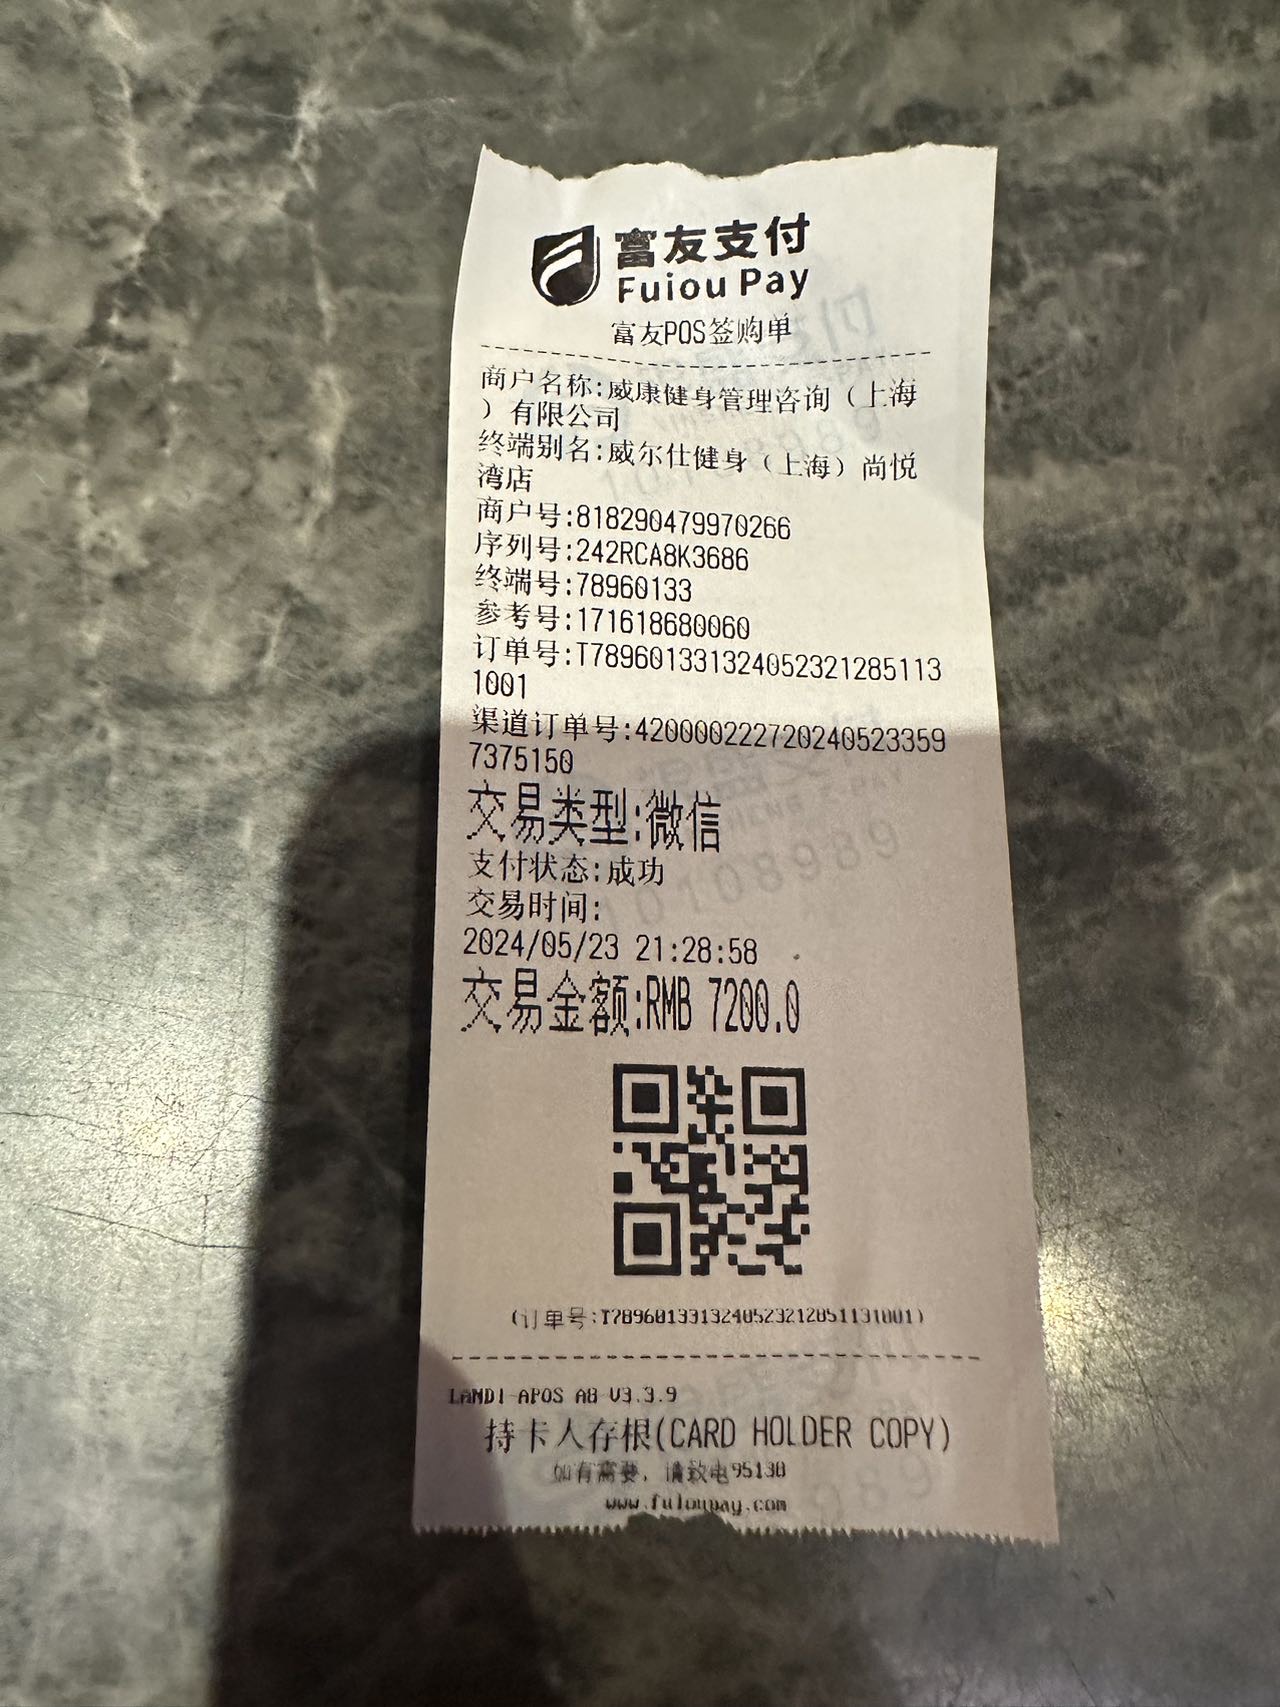 富友支付
Fuiou Pay
富友POS签购单
商户名称:威康健身管理咨询（上海
）有限公司
终端别名:威尔仕健身（上海）尚悦
湾店
商户号:818290479970266
序列号:242RCA8K3686
终端号:78960133
参考号:171618680060
订单号:T789601331324052321285113
1001
渠道订单号:420000222720240523359
7375150
交易类型:微信
支付状态:成功
交易时间:
2024/05/23 21:28:58
交易金额:RMB 7200.0
(订单号:T7896013313240523212851131001)
LANDI-APOS A8-V3.3.9
持卡人存根(CARD HOLDER COPY)
如有需要，请致电95138
www.fuioupay.com